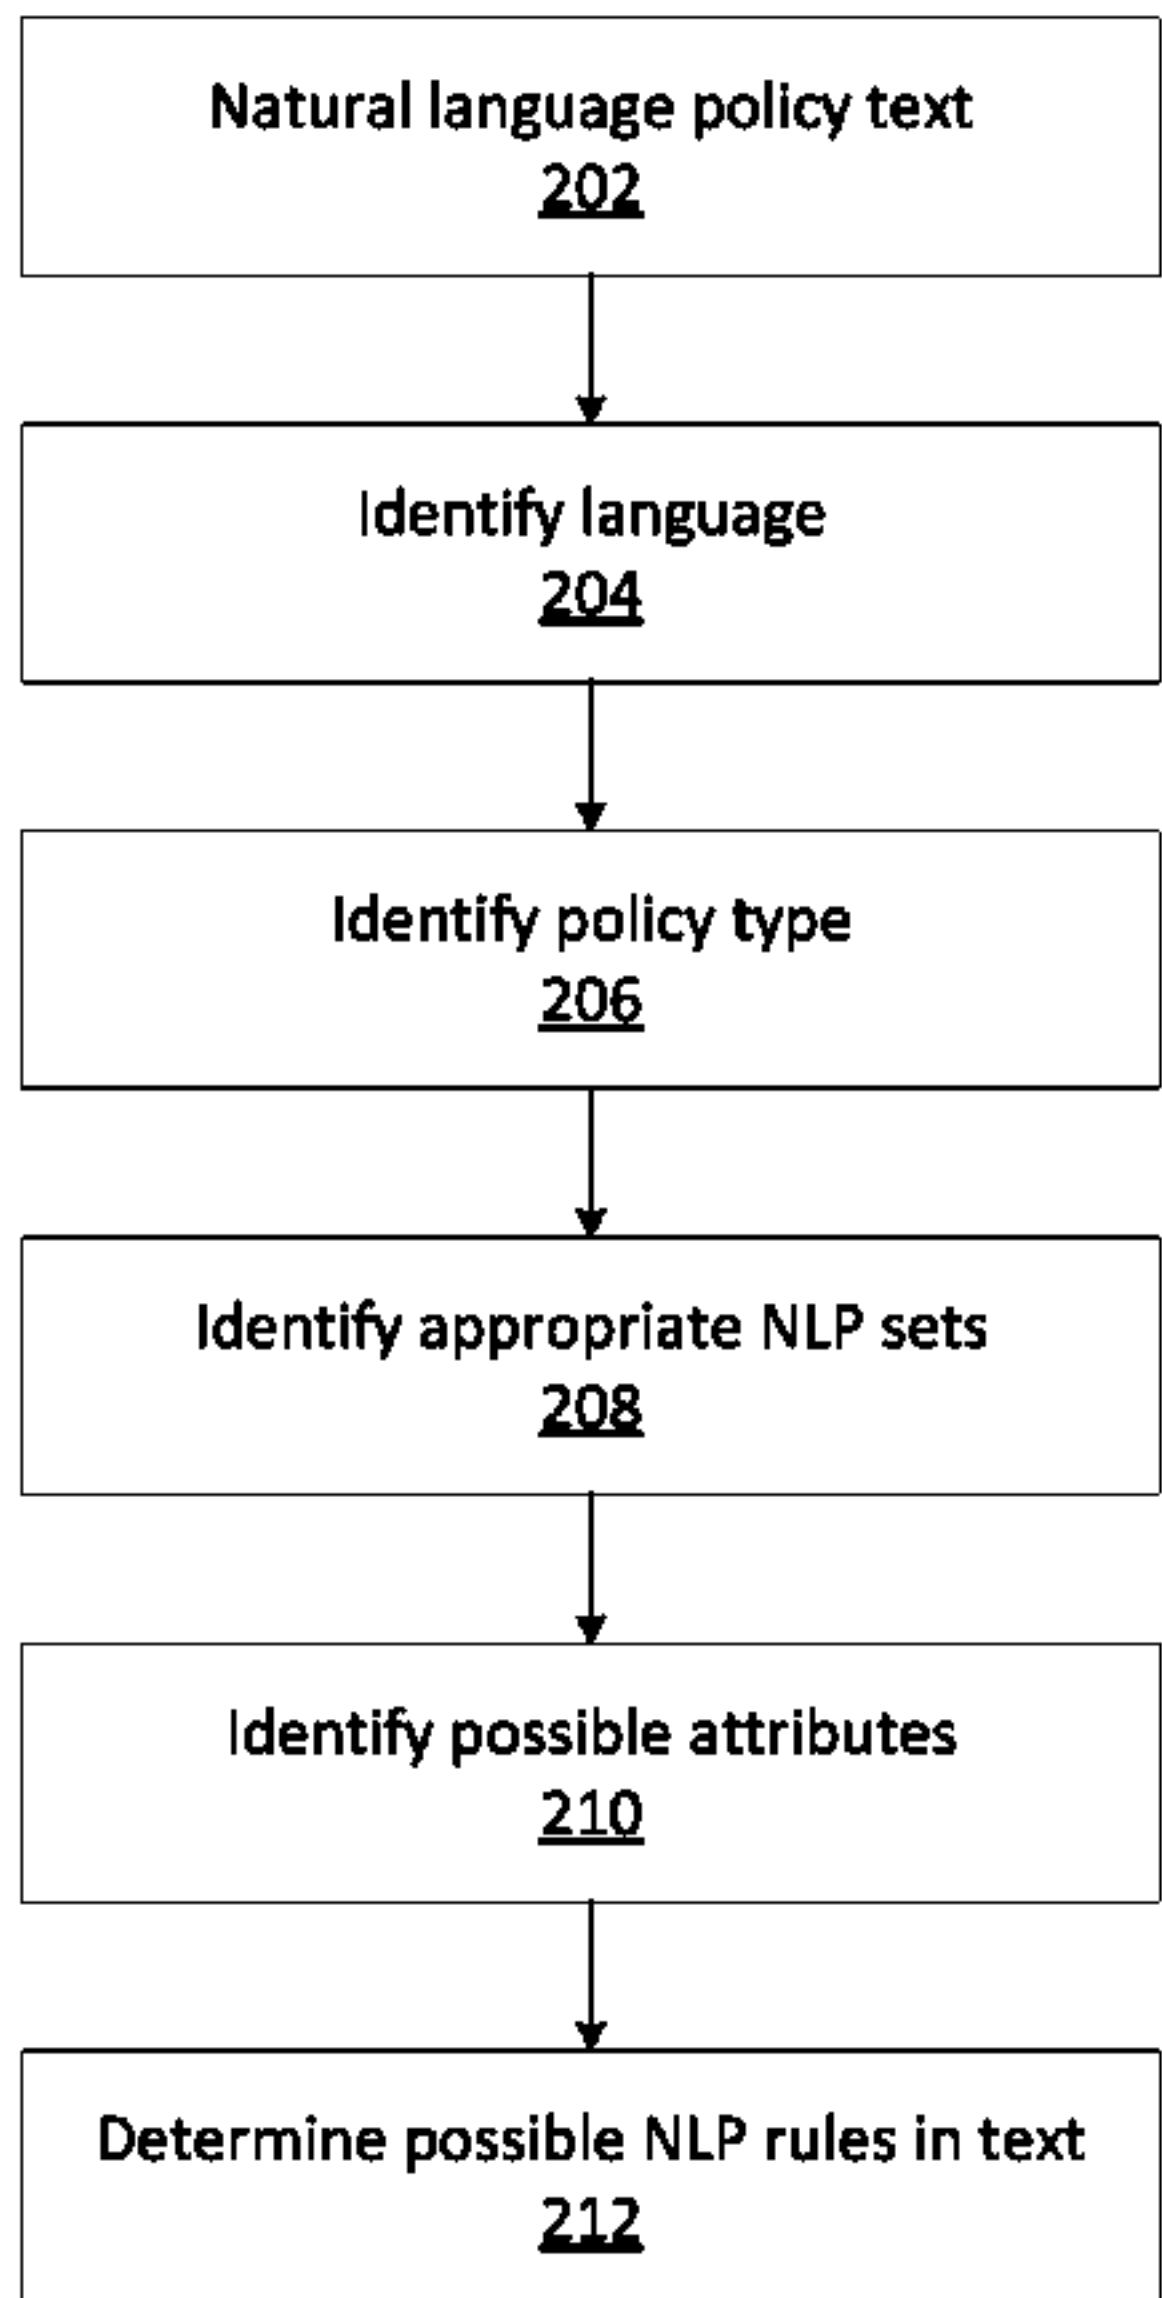 Natural language policy text
202
Identify language
204
Identify policy type
206
Identify appropriate NLP sets
208
Identify possible attributes
210
Determine possible NLP rules in text
212